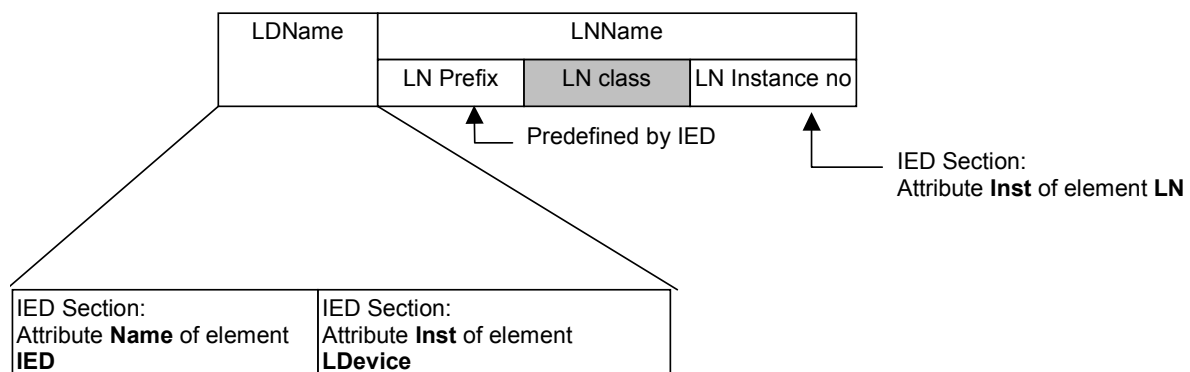 LDName
LNName
LN Prefix
LN class
LN Instance no
Predefined by IED
IED Section:
Attribute Inst of element LN
IED Section:
Attribute Name of element
IED
IED Section:
Attribute Inst of element
LDevice